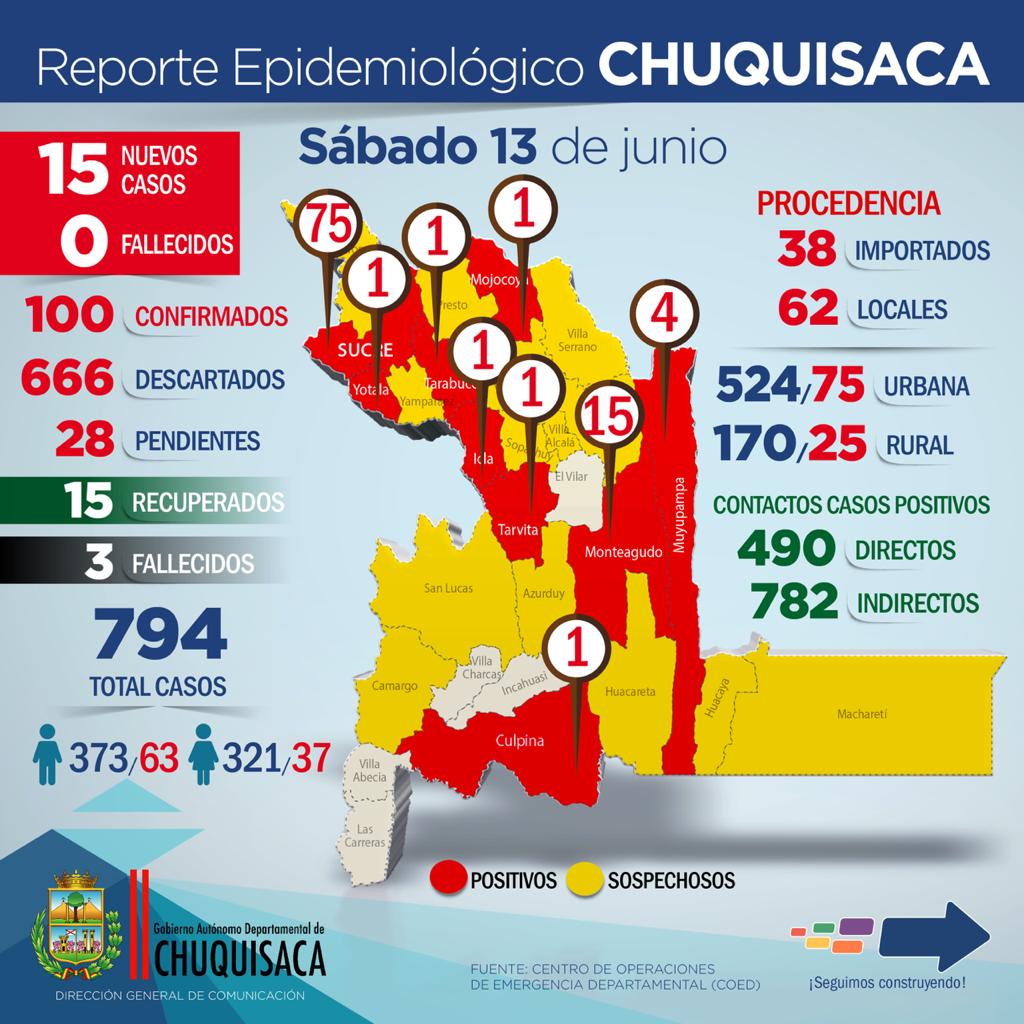 Reporte Epidemiológico CHUQUISACA
Sábado 13 de junio
15 NUEVOS CASOS
0 FALLECIDOS
100 CONFIRMADOS
666 DESCARTADOS
28 PENDIENTES
15 RECUPERADOS
3 FALLECIDOS
794
TOTAL CASOS
373/63 321/37
75
1
1
1
1
1
15
4
1
Mojocoya
Presto
Villa Serrano
SUCRE
Yotala
Yamparáez
Tarabuco
Icla
Sopachuy
Villa Alcalá
El Vilar
Tarvita
Monteagudo
Muyupampa
San Lucas
Azurduy
Villa Charcas
Incahuasi
Camargo
Huacareta
Huacaya
Macharetí
Culpina
Villa Abecia
Las Carreras
PROCEDENCIA
38 IMPORTADOS
62 LOCALES
524/75 URBANA
170/25 RURAL
CONTACTOS CASOS POSITIVOS
490 DIRECTOS
782 INDIRECTOS
POSITIVOS SOSPECHOSOS
Gobierno Autónomo Departamental de
CHUQUISACA
DIRECCIÓN GENERAL DE COMUNICACIÓN
FUENTE: CENTRO DE OPERACIONES
DE EMERGENCIA DEPARTAMENTAL (COED)
¡Seguimos construyendo!